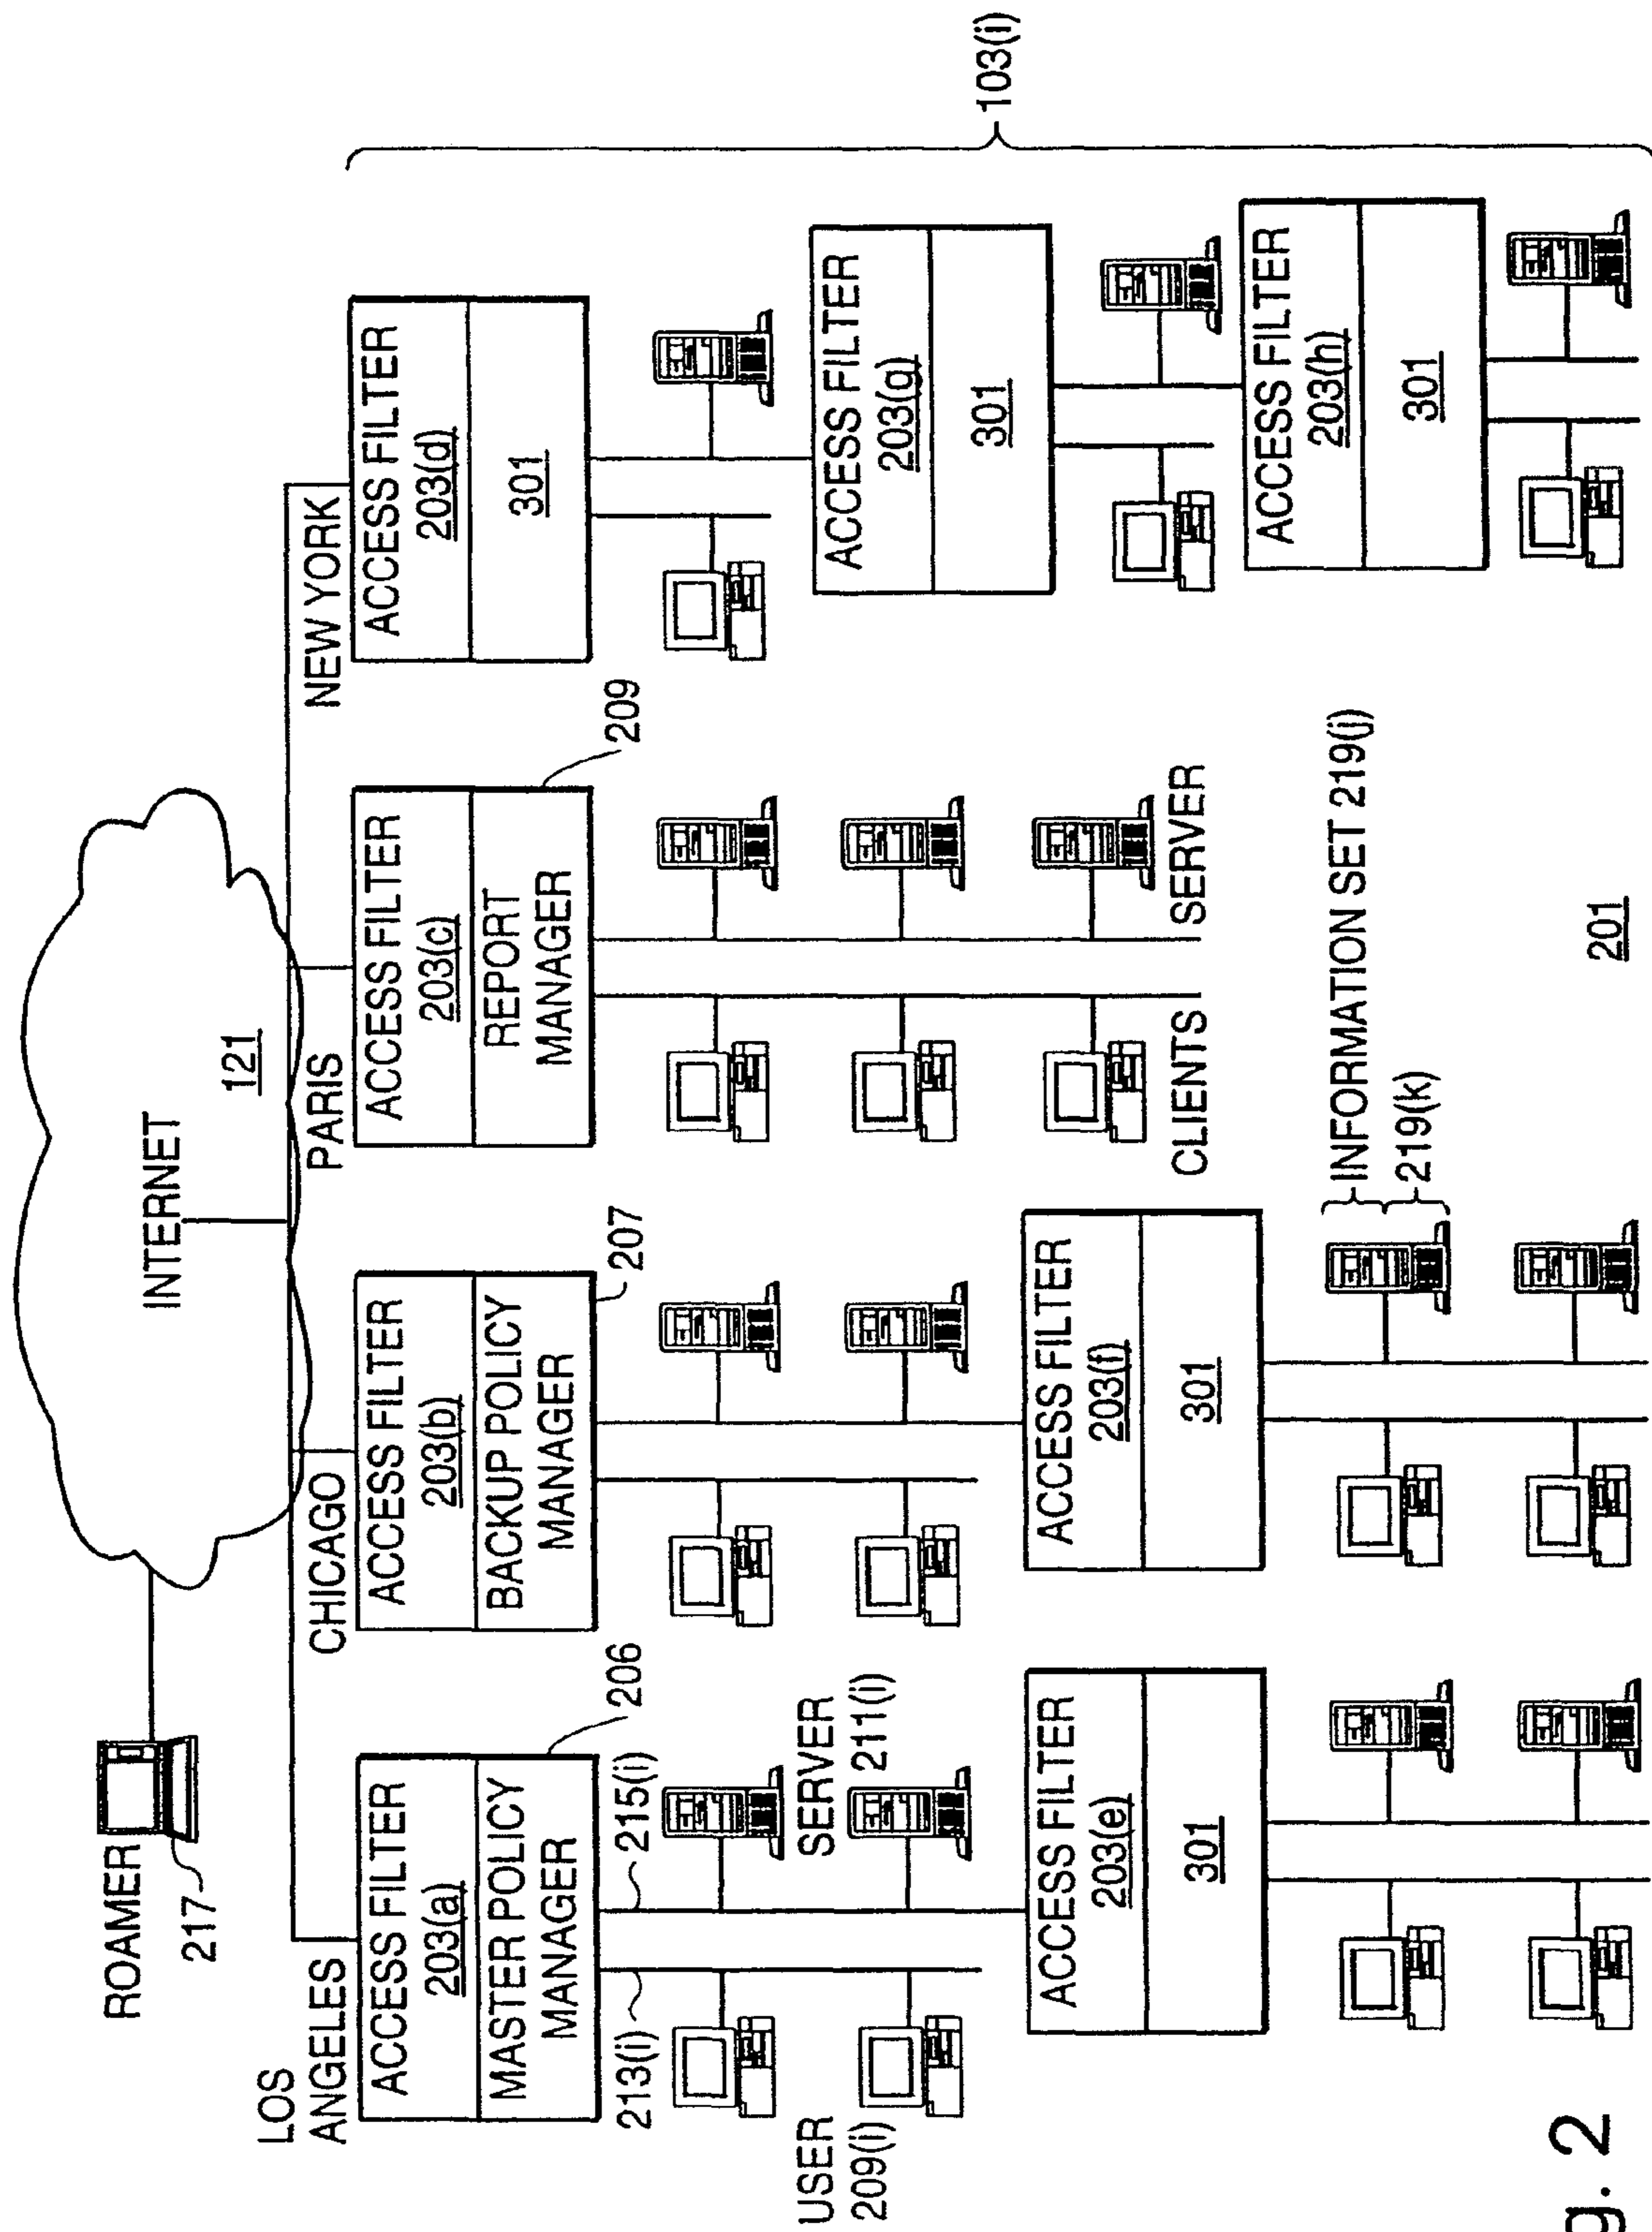 ROAMER
217
INTERNET
121
LOS
ANGELES
CHICAGO
PARIS
NEW YORK
ACCESS FILTER
203(a)
MASTER POLICY
MANAGER
206
ACCESS FILTER
203(b)
BACKUP POLICY
MANAGER
207
ACCESS FILTER
203(c)
REPORT
MANAGER
209
ACCESS FILTER
203(d)
301
213(i)
215(i)
USER
209(i)
SERVER
211(i)
ACCESS FILTER
203(e)
301
ACCESS FILTER
203(f)
301
CLIENTS
SERVER
ACCESS FILTER
203(g)
301
ACCESS FILTER
203(h)
301
INFORMATION SET 219(j)
219(k)
103(i)
201
g. 2